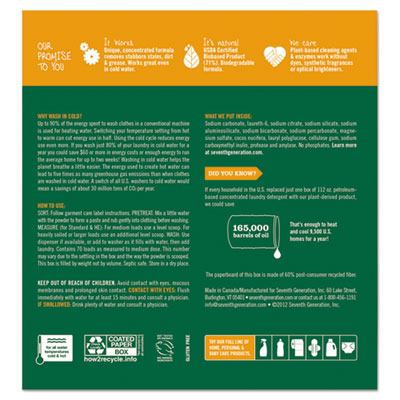 OUR
PROMISE
TO YOU
It Works
Unique, concentrated formula
removes stubborn stains, dirt
& grease. Works great even
in cold water.
It's natural
USDA Certified
Biobased Product
(71%). Biodegradable
formula.
We care
Plant-based cleaning agents
& enzymes work without
dyes, synthetic fragrances
or optical brighteners.
WHY WASH IN COLD?
Up to 90% of the energy spent to wash clothes in a conventional machine
is used for heating water. Switching your temperature setting from hot
to warm can cut energy use in half. Using the cold cycle reduces energy
use even more. If you wash just 80% of your laundry in cold water for a
year you could save $60 or more in energy costs or enough energy to run
the average home for up to two weeks! Washing in cold water helps the
planet breathe a little easier. The energy used to create hot water can
lead to five times as many greenhouse gas emissions than when clothes
are washed in cold water. A switch of all U.S. washers to cold water would
mean a savings of about 30 million tons of CO₂ per year.
HOW TO USE:
SORT. Follow garment care label instructions. PRETREAT. Mix a little water
with the powder to form a paste and rub gently into clothing before washing.
MEASURE (for Standard & HE): For medium loads use a level scoop. For
heavily soiled or larger loads use an additional level scoop. WASH: Use
dispenser if available, or add to washer as it fills with water, then add
laundry. Contains 70 loads as measured to medium dose. This number
may vary due to the settings in the box and the way the powder is scooped.
This box is filled by weight not by volume. Septic safe. Store in a dry place.
KEEP OUT OF REACH OF CHILDREN. Avoid contact with eyes, mucous
membranes and prolonged skin contact. CONTACT WITH EYES: Flush
immediately with water for at least 15 minutes and consult a physician.
IF SWALLOWED: Drink plenty of water and consult a physician.
WHAT WE PUT INSIDE:
Sodium carbonate, laureth-6, sodium citrate, sodium silicate, sodium
aluminosilicate, sodium bicarbonate, sodium percarbonate, magne-
sium sulfate, coco enzymes, lauryl glucoside, sodium
carboxymethyl inulin, protease and amylase. No phosphates. Learn more
at seventhgeneration.com.
DID YOU KNOW?
If every household in the U.S. replaced just one box of 112 oz. petroleum-
based concentrated laundry detergent with our plant-derived product,
we could save
165,000
barrels of oil
That's enough to heat
and cool 9,500 U.S.
homes for a year!
The paperboard of this box is made of 60% post-consumer recycled fiber.
Made in Canada/Manufactured for Seventh Generation, Inc. 60 Lake Street,
Burlington, VT 05401 • seventhgeneration.com or contact us at 1-800-456-1191
/seventhgeneration. ©2012 Seventh Generation, Inc.
for all water
temperatures
cold & hot
COATED
PAPER
BOX
how2recycle.info
GLUTEN FREE
TRY OUR FULL LINE OF
HOME, PERSONAL &
BABY CARE PRODUCTS.